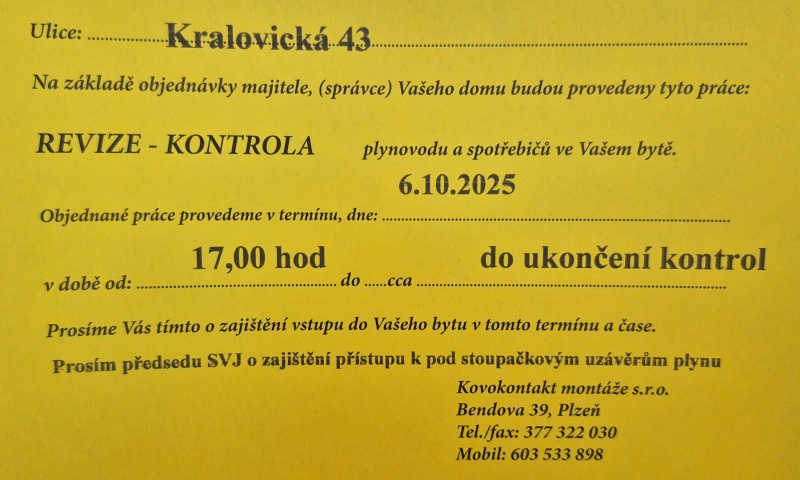 Ulice: ........... Kralovická 43 ...........
Na základě objednávky majitele, (správce) Vašeho domu budou provedeny tyto práce:
REVIZE - KONTROLA plynovodu a spotřebičů ve Vašem bytě.
6.10.2025
Objednané práce provedeme v termínu, dne: ...........
17,00 hod do ukončení kontrol
v době od: ........... do ......cca ...........
Prosíme Vás tímto o zajištění vstupu do Vašeho bytu v tomto termínu a čase.
Prosím předsedu SVJ o zajištění přístupu k pod stoupačkovým uzávěrům plynu
Kovokontakt montáže s.r.o.
Bendova 39, Plzeň
Tel./fax: 377 322 030
Mobil: 603 533 898